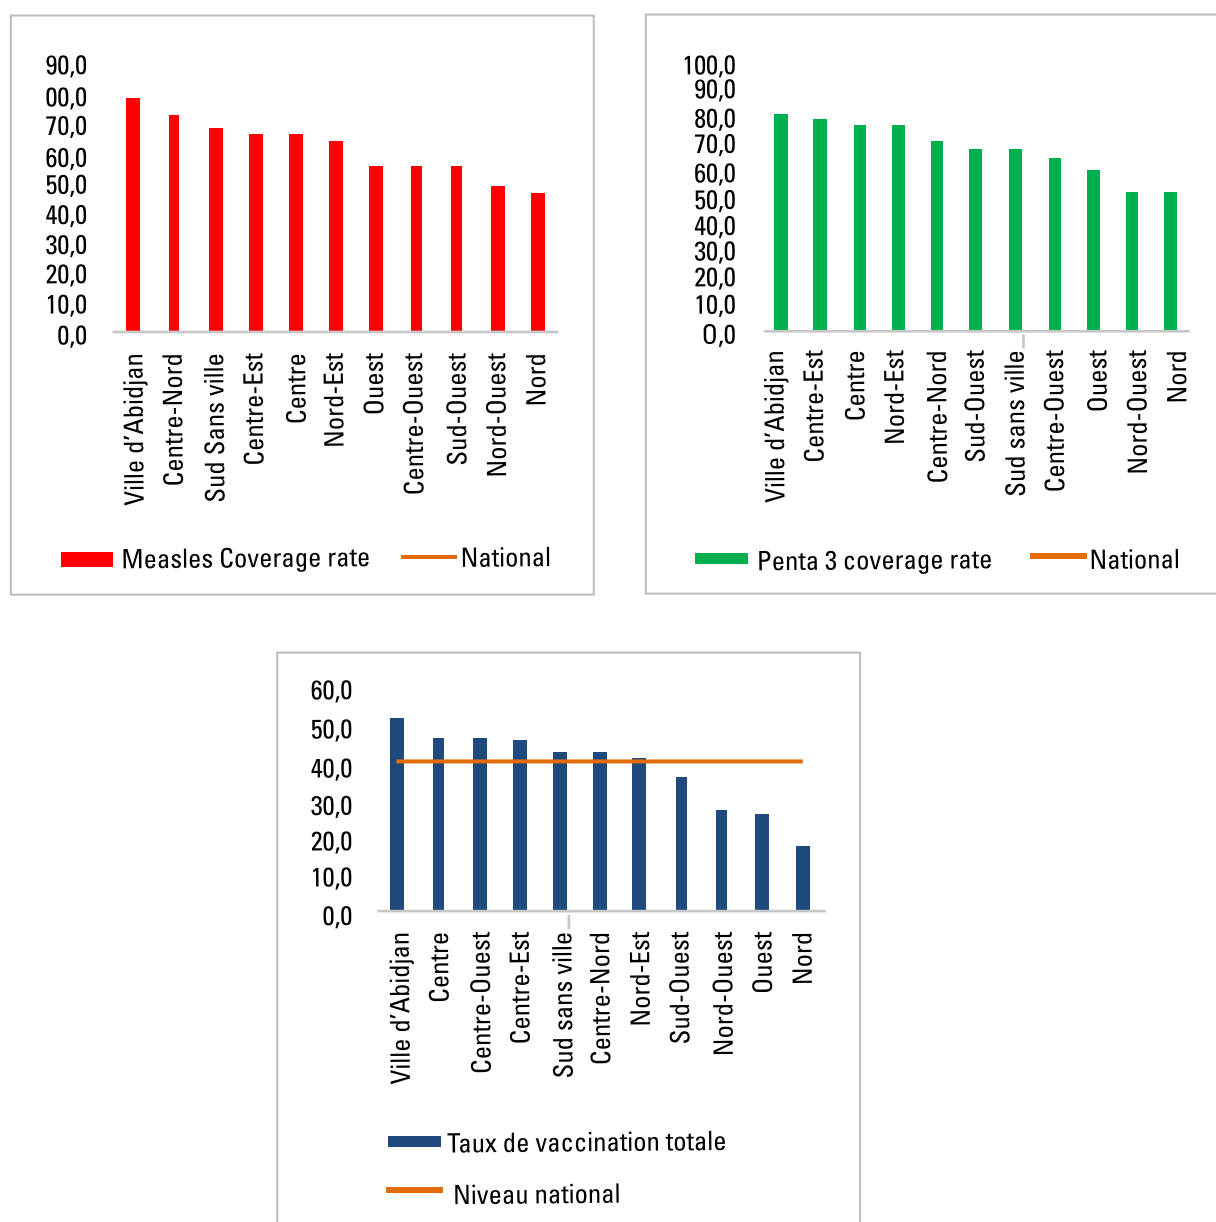 90,0
00,0
70,0
60,0
50,0
40,0
30,0
20,0
10,0
0,0
Ville d'Abidjan
Centre-Nord
Sud Sans ville
Centre-Est
Centre
Nord-Est
Ouest
Centre-Ouest
Sud-Ouest
Nord-Ouest
Nord
Measles Coverage rate National
100,0
90,0
80,0
70,0
60,0
50,0
40,0
30,0
20,0
10,0
0,0
Ville d'Abidjan
Centre-Est
Centre
Nord-Est
Centre-Nord
Sud-Ouest
Sud sans ville
Centre-Ouest
Ouest
Nord-Ouest
Nord
Penta 3 coverage rate National
60,0
50,0
40,0
30,0
20,0
10,0
0,0
Ville d'Abidjan
Centre
Centre-Ouest
Centre-Est
Sud sans ville
Centre-Nord
Nord-Est
Sud-Ouest
Nord-Ouest
Ouest
Nord
Taux de vaccination totale
Niveau national